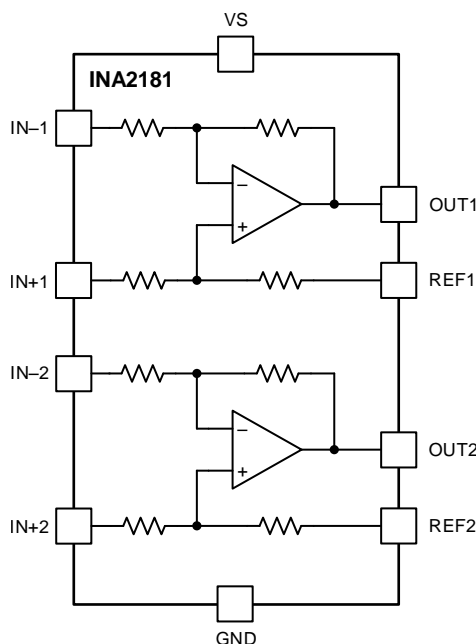 VS
INA2181
IN–1
−
OUT1
+
IN+1
REF1
IN–2
−
OUT2
+
IN+2
REF2
GND